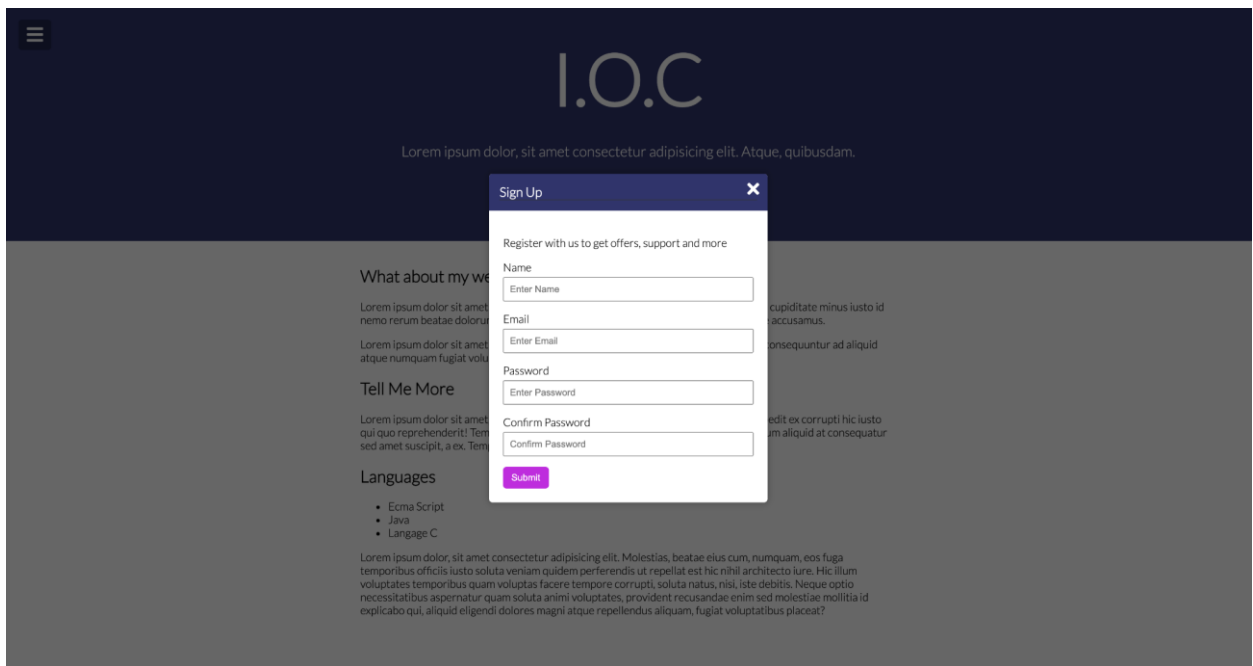 I.O.C
Lorem ipsum dolor, sit amet consectetur adipisicing elit. Atque, quibusdam.
Sign Up
Register with us to get offers, support and more
Name
Enter Name
Email
Enter Email
Password
Enter Password
Confirm Password
Confirm Password
Submit
What about my we
Lorem ipsum dolor sit amet cupiditate minus iusto id
nemo rerum beatae dolorum accusamus.
Lorem ipsum dolor sit amet consequuntur ad aliquid
atque numquam fugiat volu
Tell Me More
Lorem ipsum dolor sit amet edit ex corrupti hic iusto
qui quo reprehenderit! Tem um aliquid at consequatur
sed amet suscipit, a ex. Temp
Languages
Ecma Script
Java
Langage C
Lorem ipsum dolor, sit amet consectetur adipisicing elit. Molestias, beatae eius cum, numquam, eos fuga
temporibus officiis iusto soluta veniam quidem perferendis ut repellat est hic nihil architecto iure. Hic illum
voluptates temporibus quam voluptas facere tempore corrupti, soluta natus, nisi, iste debitis. Neque optio
necessitatibus aspernatur quam soluta animi voluptates, provident recusandae enim sed molestiae mollitia id
explicabo qui, aliquid eligendi dolores magni atque repellendus aliquam, fugiat voluptatibus placeat?